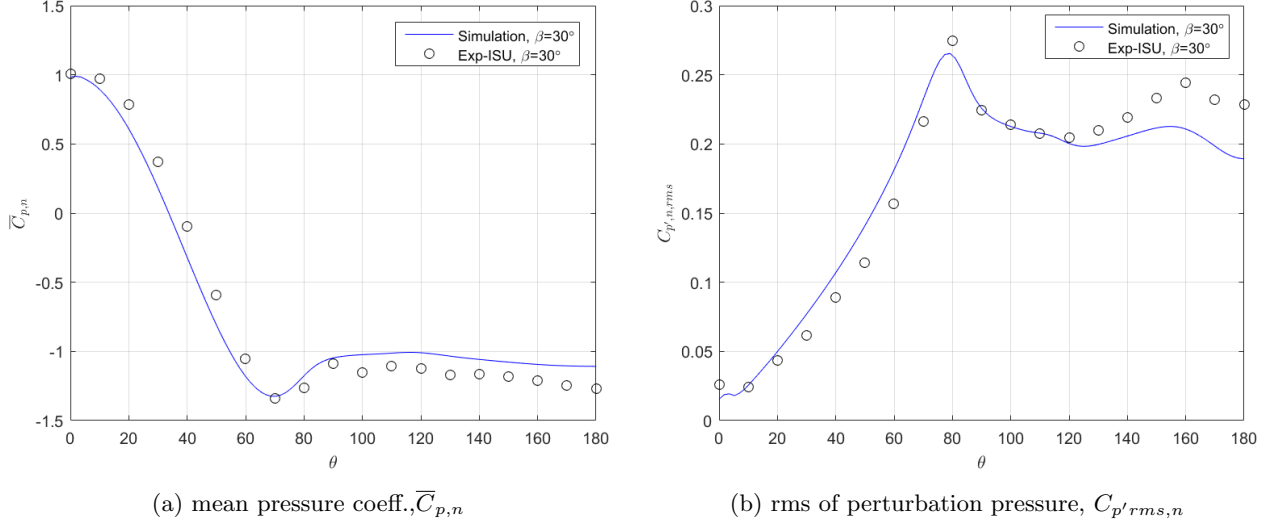 1.5
1
0.5
0
-0.5
-1
-1.5
0 20 40 60 80 100 120 140 160 180
θ
C̅p,n
Simulation, β=30°
Exp-ISU, β=30°
(a) mean pressure coeff.,C̅p,n
0.3
0.25
0.2
0.15
0.1
0.05
0
0 20 40 60 80 100 120 140 160 180
θ
Cp′,n,rms
Simulation, β=30°
Exp-ISU, β=30°
(b) rms of perturbation pressure, Cp′rms,n